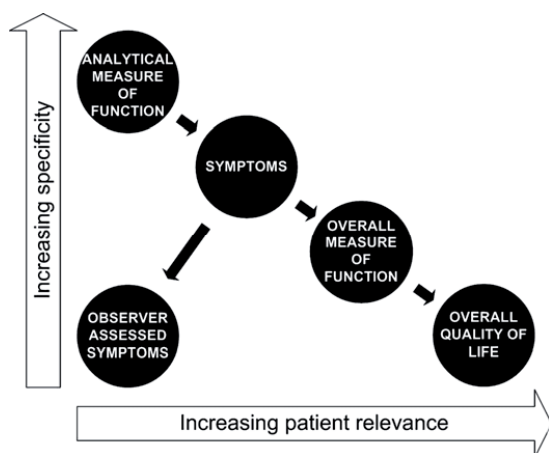 ANALYTICAL
MEASURE
OF
FUNCTION
SYMPTOMS
OVERALL
MEASURE
OF
FUNCTION
OBSERVER
ASSESSED
SYMPTOMS
OVERALL
QUALITY OF
LIFE
Increasing specificity
Increasing patient relevance